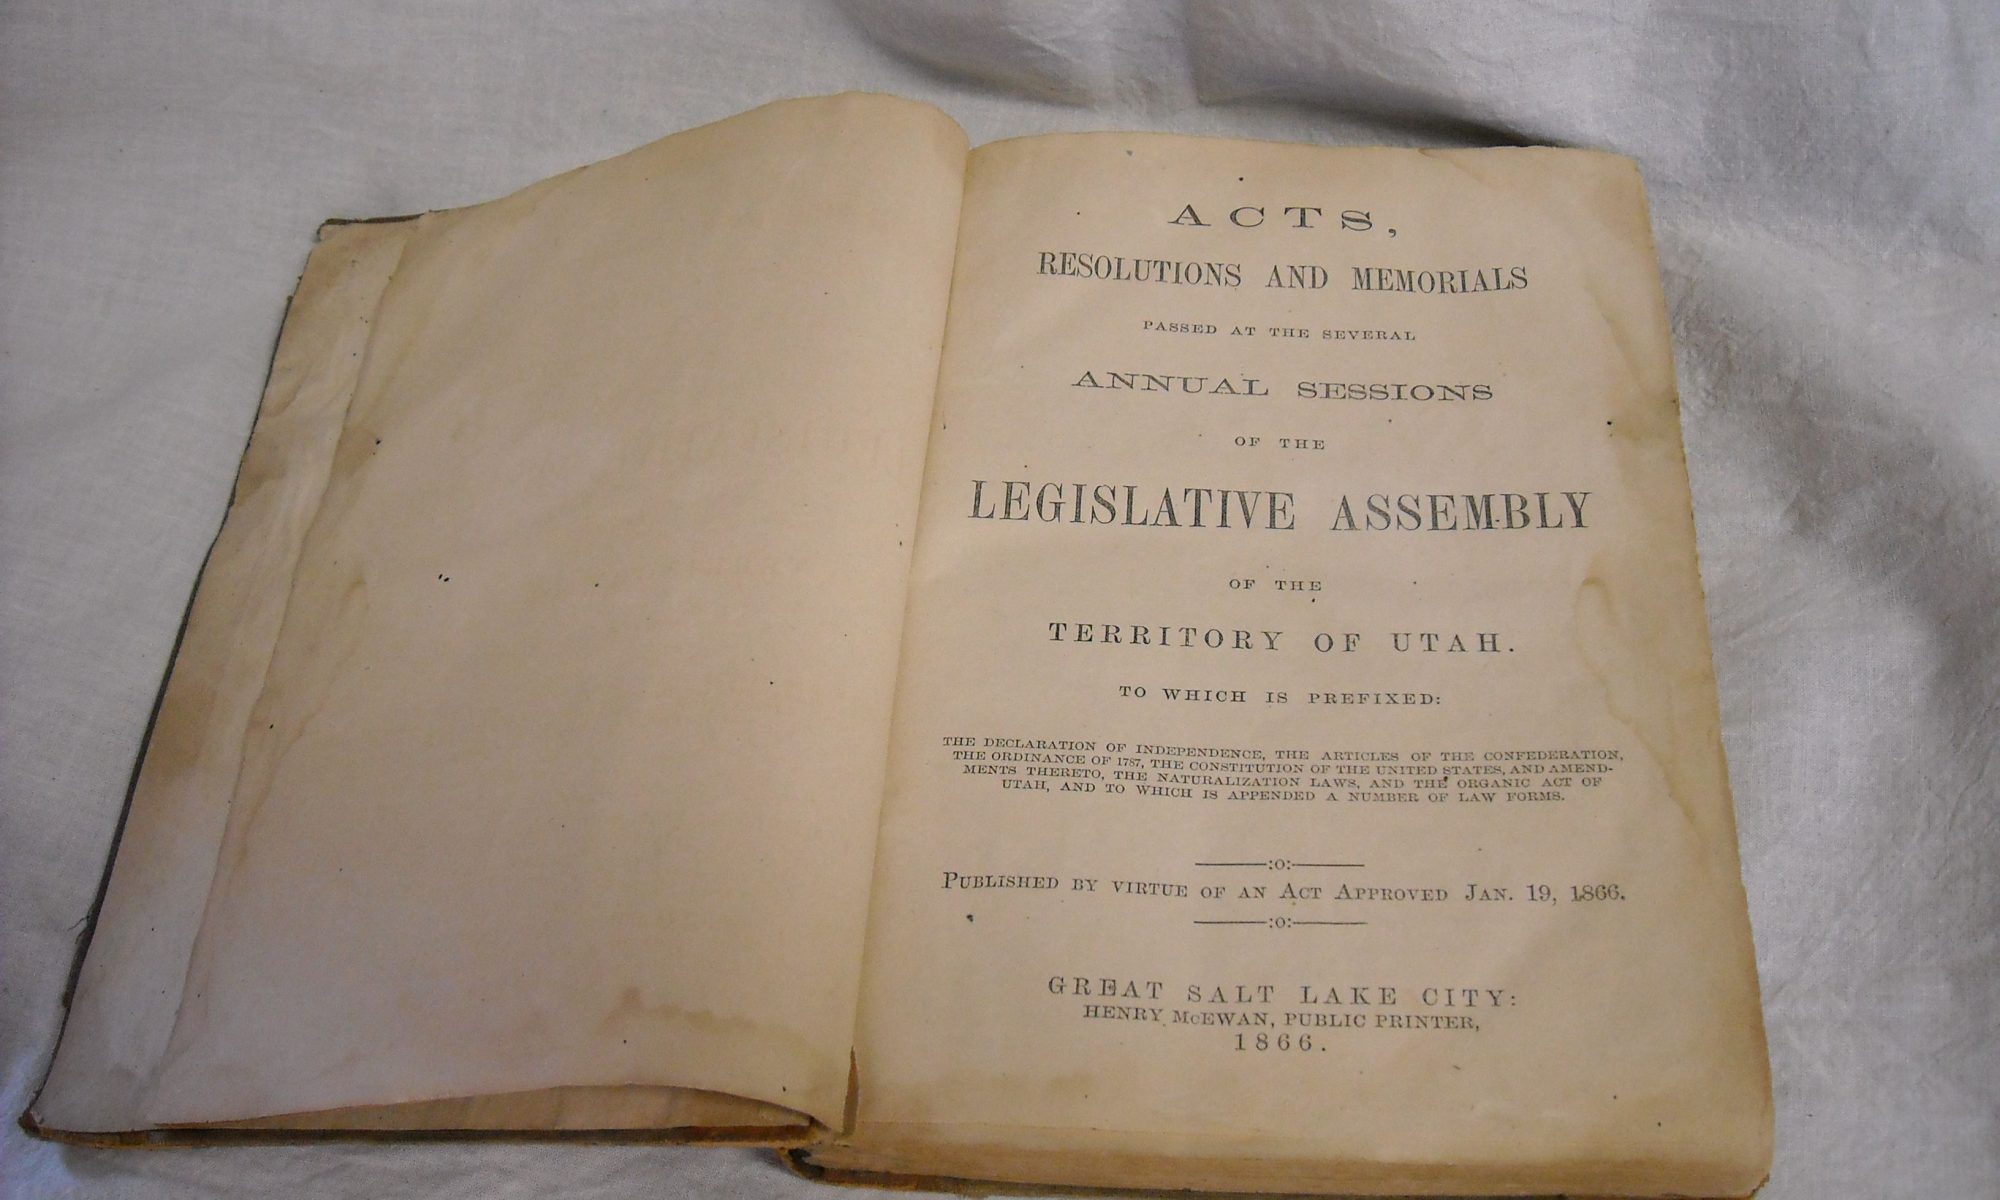 ACTS,
RESOLUTIONS AND MEMORIALS
PASSED AT THE SEVERAL
ANNUAL SESSIONS
OF THE
LEGISLATIVE ASSEMBLY
OF THE
TERRITORY OF UTAH.
TO WHICH IS PREFIXED:
THE DECLARATION OF INDEPENDENCE, THE ARTICLES OF THE CONFEDERATION,
THE ORDINANCE OF 1787, THE CONSTITUTION OF THE UNITED STATES, AND AMEND-
MENTS THERETO, THE NATURALIZATION LAWS, AND THE ORGANIC ACT OF
UTAH, AND TO WHICH IS APPENDED A NUMBER OF LAW FORMS.
:o:
PUBLISHED BY VIRTUE OF AN ACT APPROVED JAN. 19, 1866.
:o:
GREAT SALT LAKE CITY:
HENRY McEWAN, PUBLIC PRINTER,
1866.